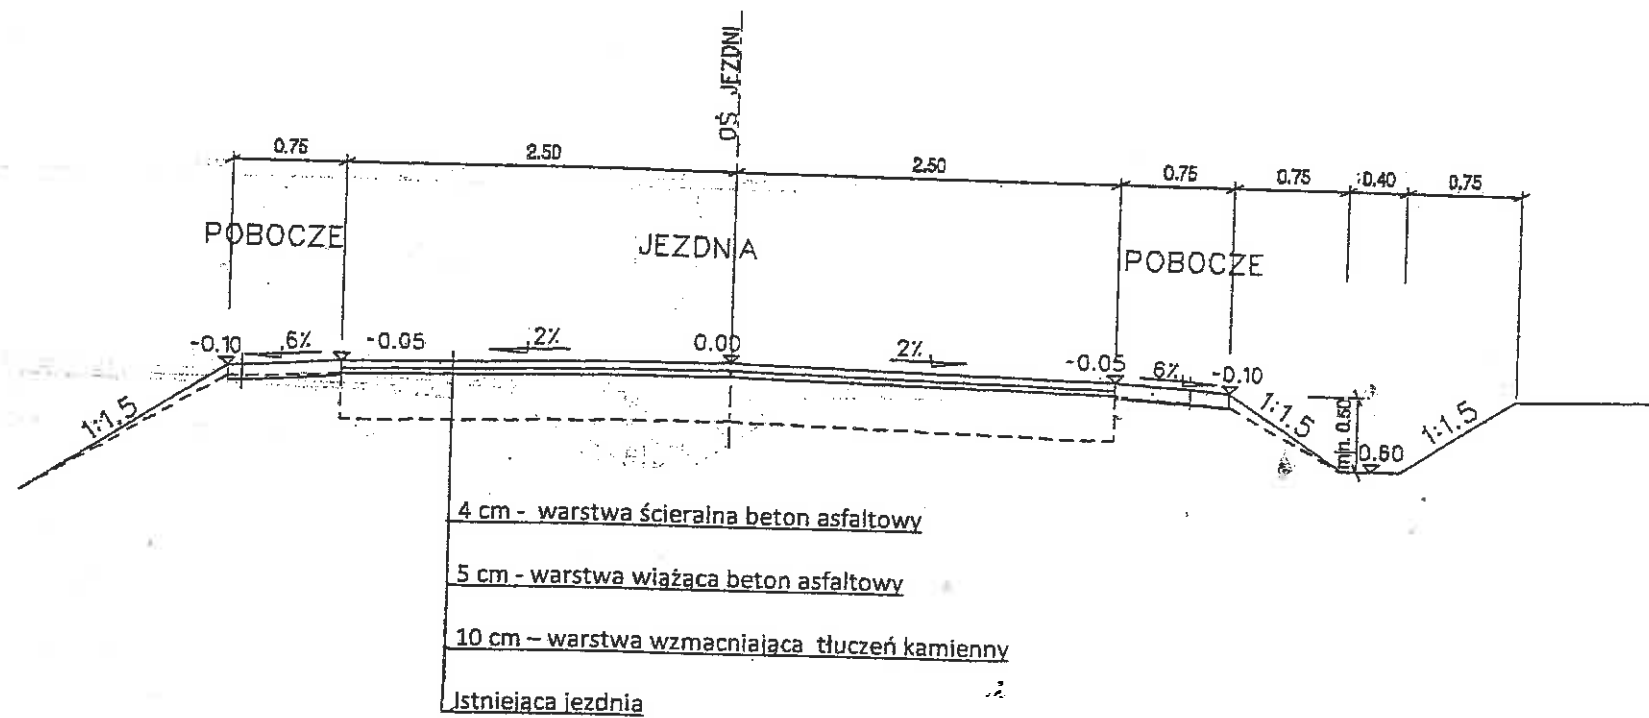 OŚ JEZDNI
0.75 2.50 2.50 0.75 0.75 0.40 0.75
POBOCZE JEZDNIA POBOCZE
-0.10 6% -0.05 2% 0.00 2% -0.05 6% -0.10
1:1.5 1:1.5 min. 0.50 0.60 1:1.5
4 cm - warstwa ścieralna beton asfaltowy
5 cm - warstwa wiążąca beton asfaltowy
10 cm – warstwa wzmacniająca tłuczeń kamienny
Istniejąca jezdnia